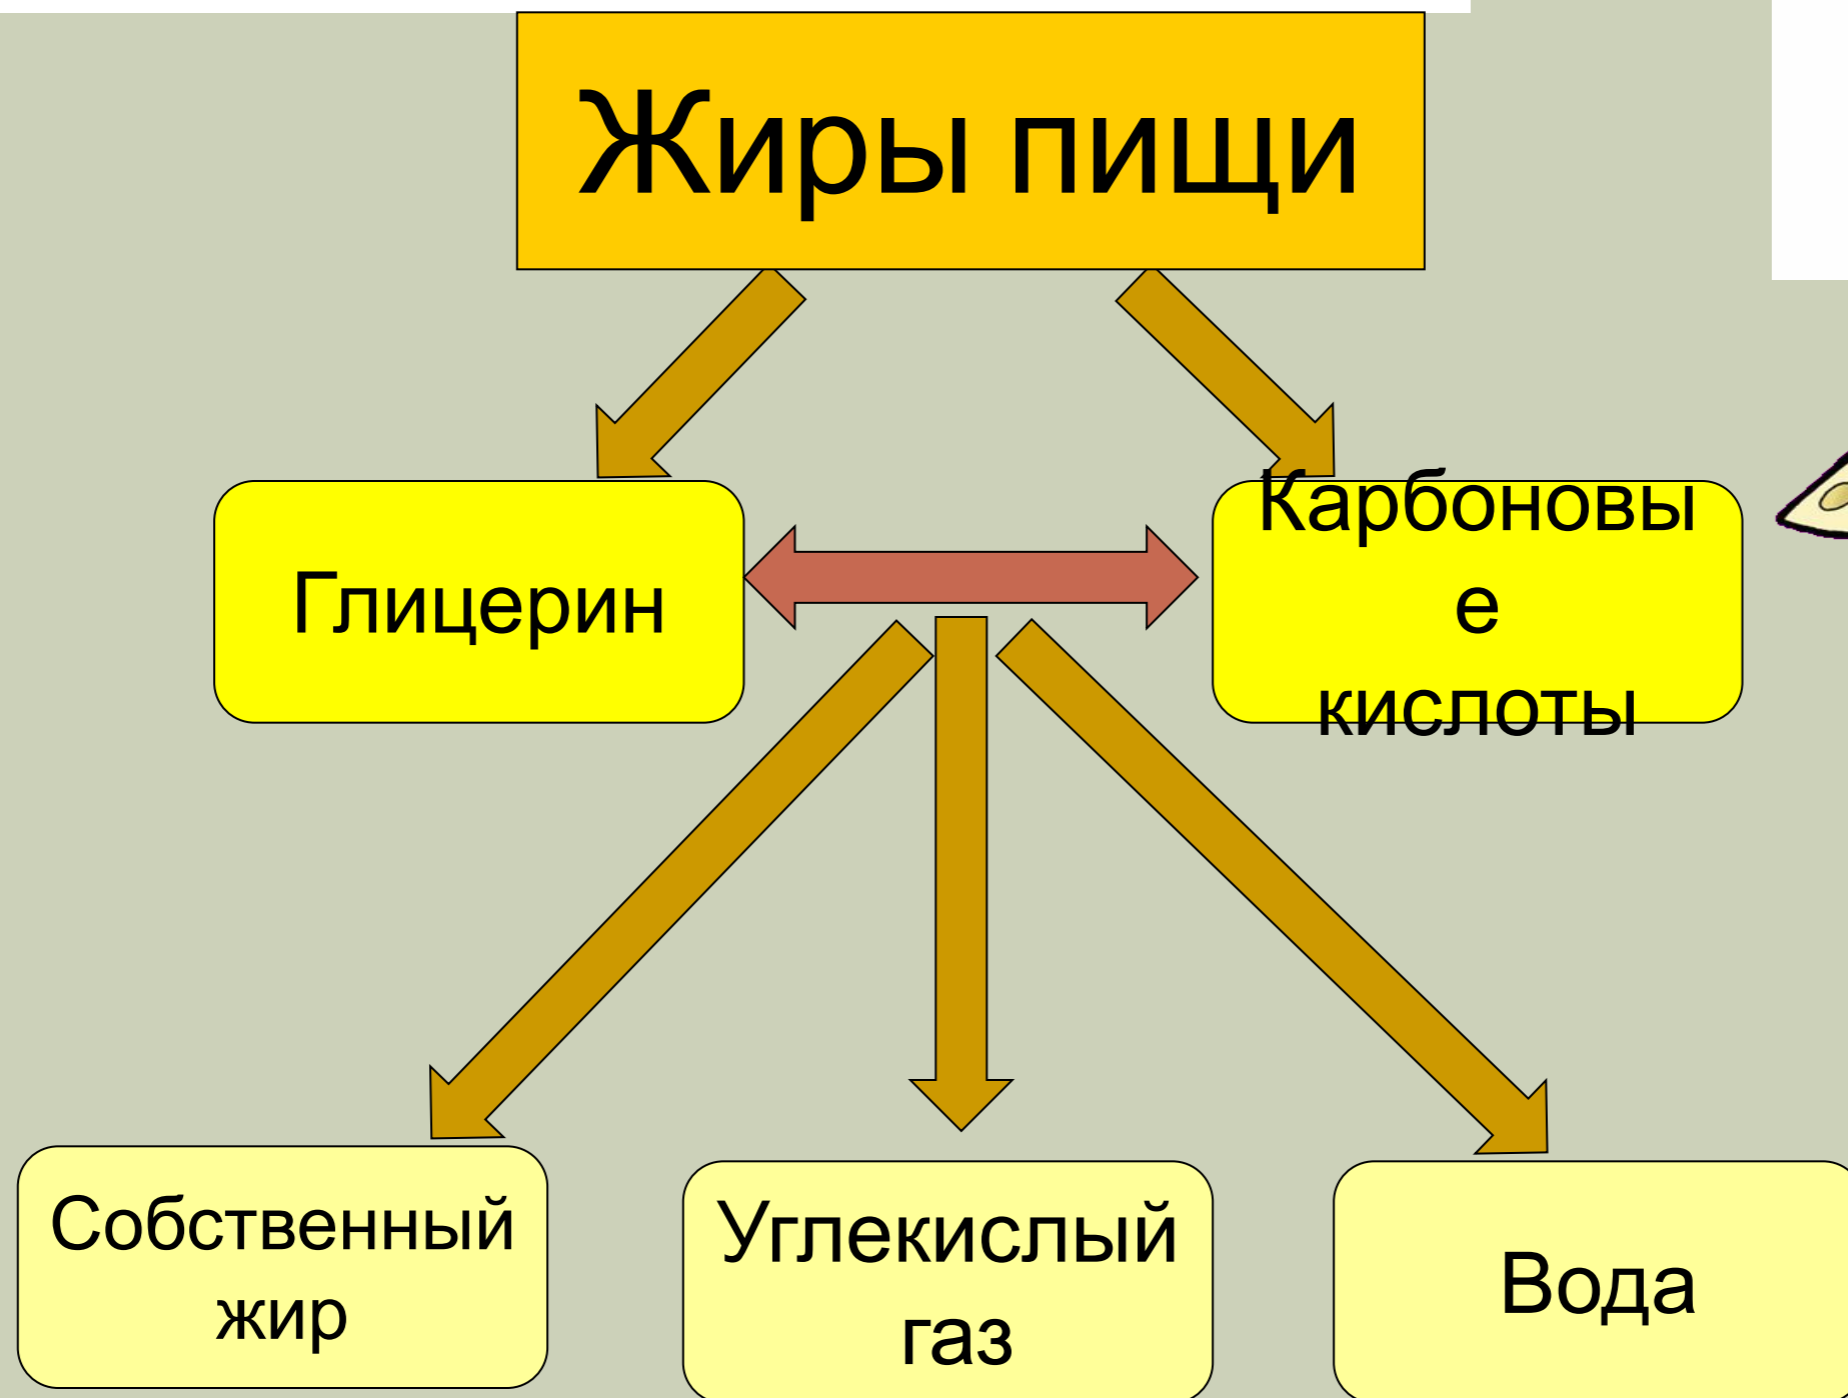 Жиры пищи
Глицерин
Карбоновы
е
кислоты
Собственный
жир
Углекислый
газ
Вода